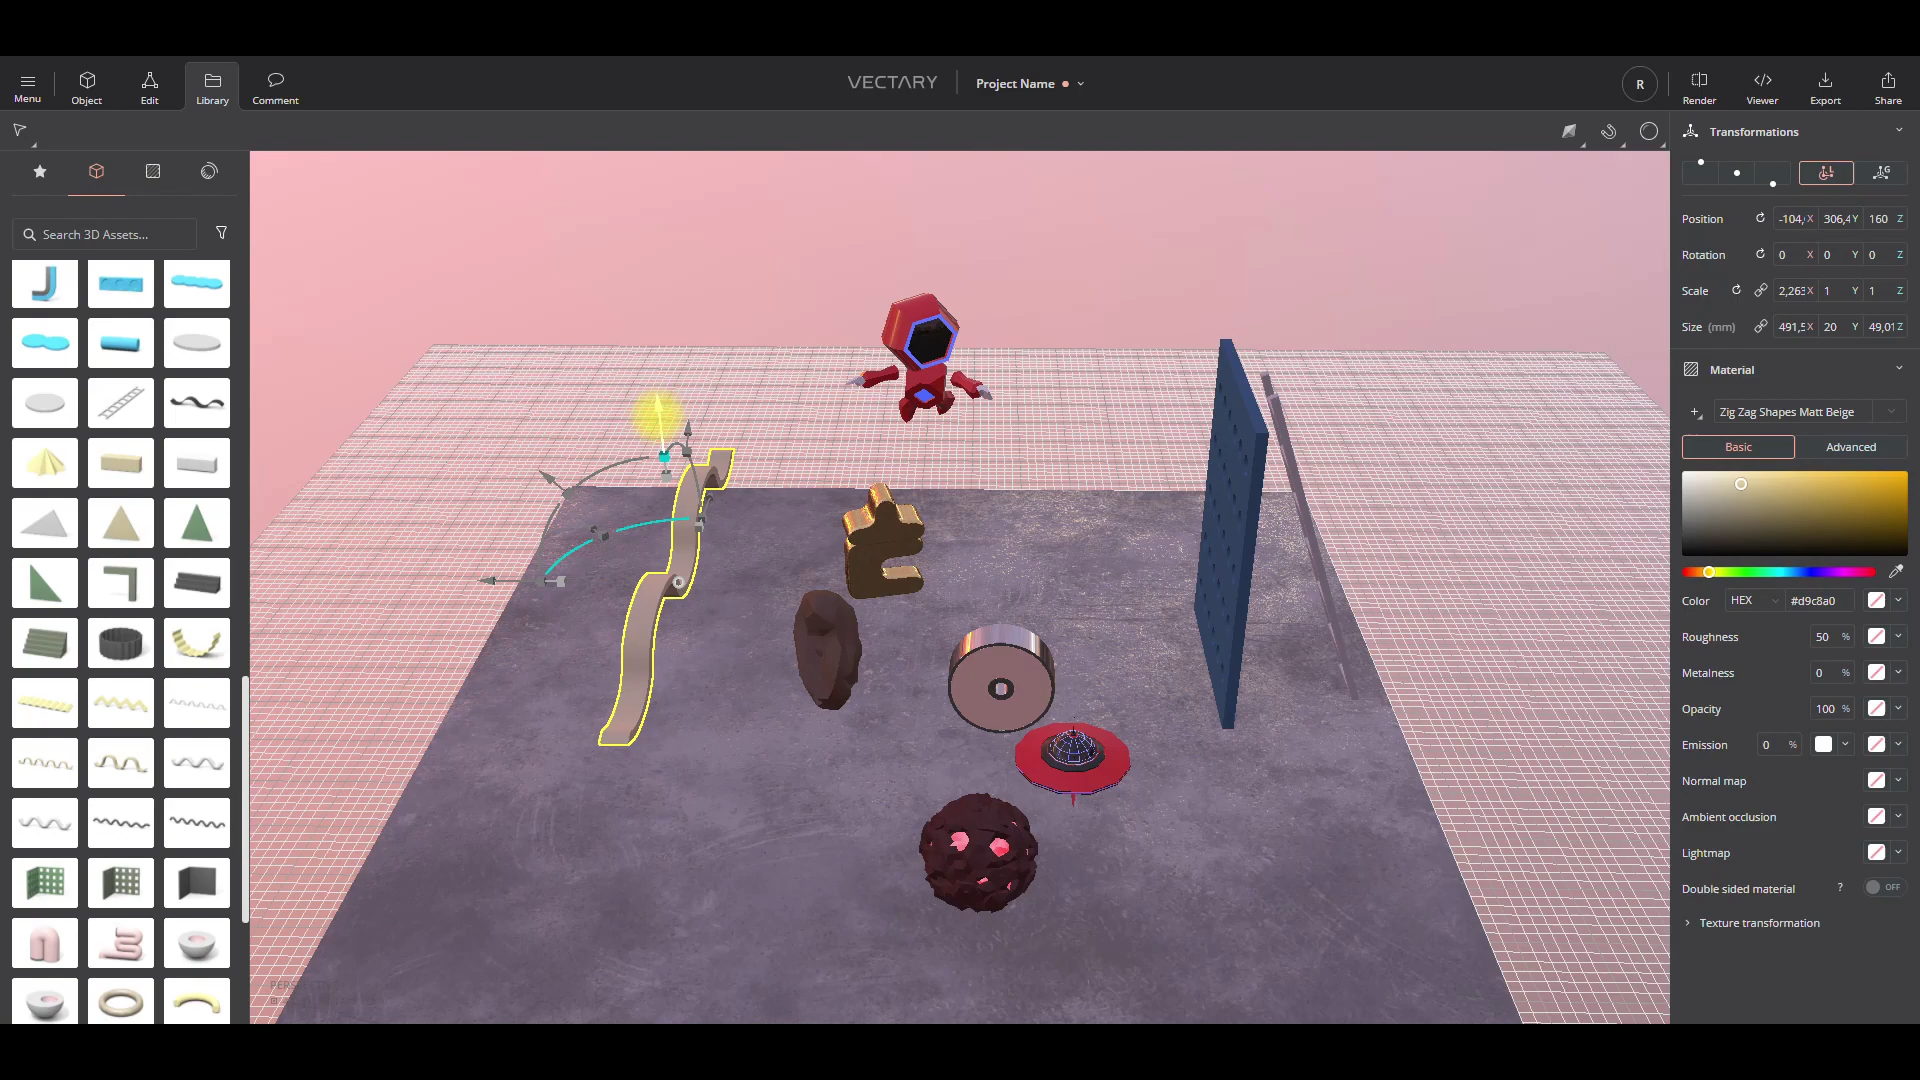 Menu
Object
Edit
Library
Comment
VECTARY
Project Name
R
Render
Viewer
Export
Share
Search 3D Assets...
Transformations
L
G
Position -104, X 306,4 Y 160 Z
Rotation 0 X 0 Y 0 Z
Scale 2,263 X 1 Y 1 Z
Size (mm) 491,5 X 20 Y 49,01 Z
Material
+ Zig Zag Shapes Matt Beige
Basic Advanced
Color HEX #d9c8a0
Roughness 50 %
Metalness 0 %
Opacity 100 %
Emission 0 %
Normal map
Ambient occlusion
Lightmap
Double sided material ? OFF
Texture transformation